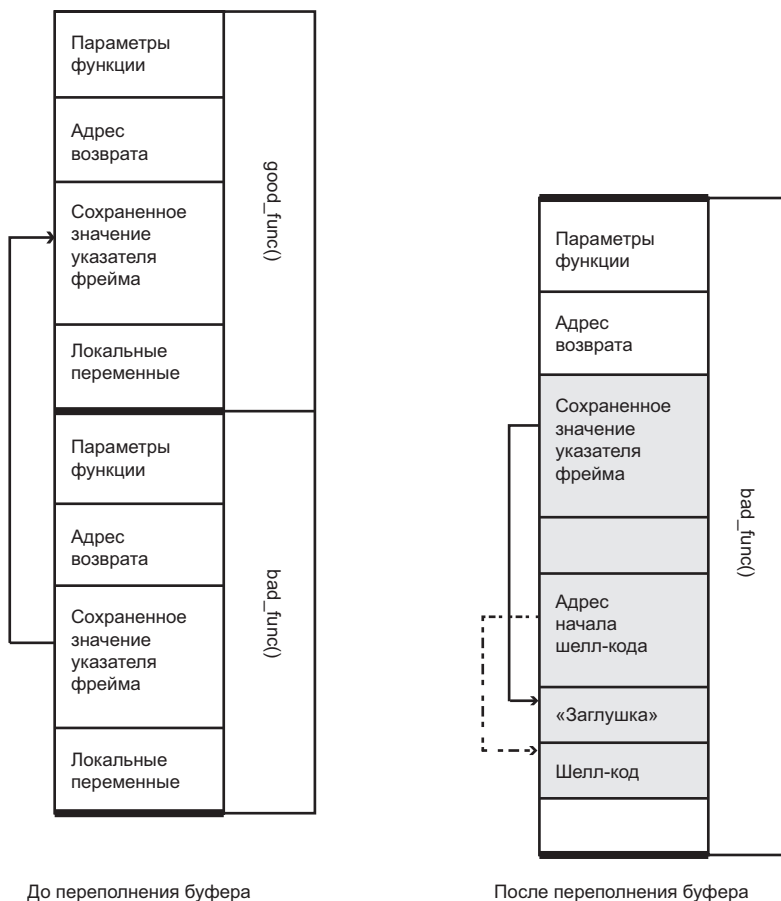 Параметры
функции
Адрес
возврата
Сохраненное
значение
указателя
фрейма
Локальные
переменные
good_func()
Параметры
функции
Адрес
возврата
Сохраненное
значение
указателя
фрейма
Локальные
переменные
bad_func()
До переполнения буфера
Параметры
функции
Адрес
возврата
Сохраненное
значение
указателя
фрейма
Адрес
начала
шелл-кода
«Заглушка»
Шелл-код
bad_func()
После переполнения буфера